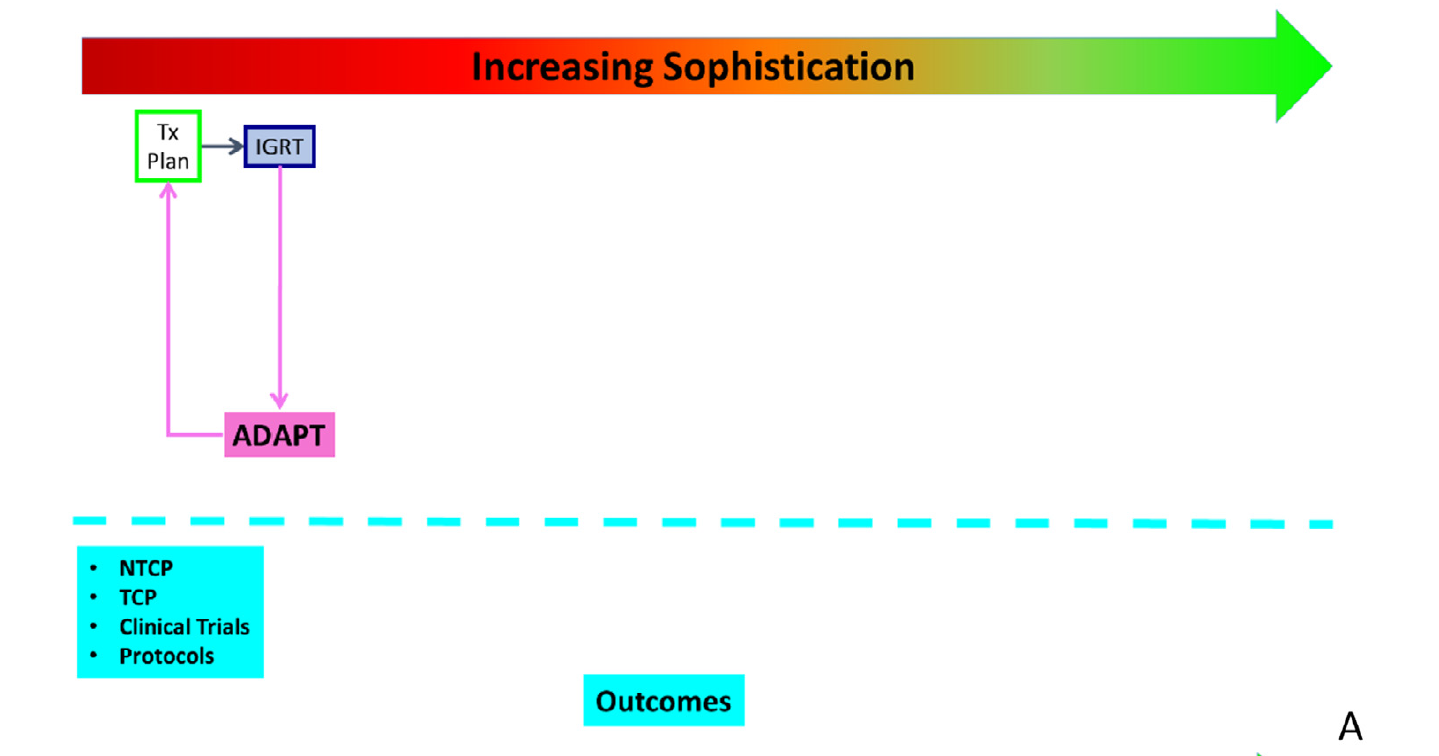 Increasing Sophistication
Tx
Plan
IGRT
ADAPT
• NTCP
• TCP
• Clinical Trials
• Protocols
Outcomes
A